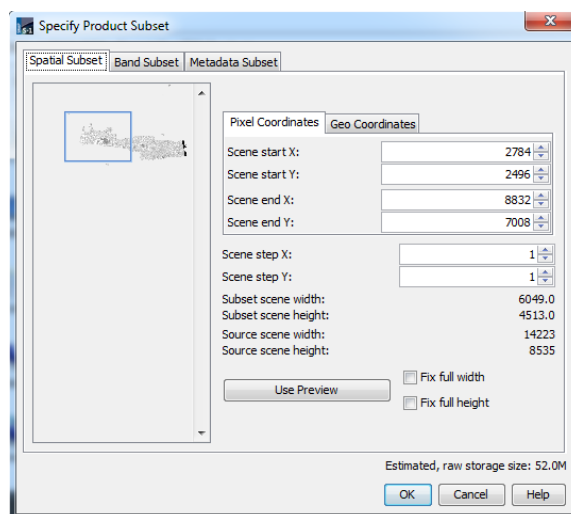 Specify Product Subset
Spatial Subset Band Subset Metadata Subset
Pixel Coordinates Geo Coordinates
Scene start X: 2784
Scene start Y: 2496
Scene end X: 8832
Scene end Y: 7008
Scene step X: 1
Scene step Y: 1
Subset scene width: 6049.0
Subset scene height: 4513.0
Source scene width: 14223
Source scene height: 8535
Use Preview
Fix full width
Fix full height
Estimated, raw storage size: 52.0M
OK Cancel Help